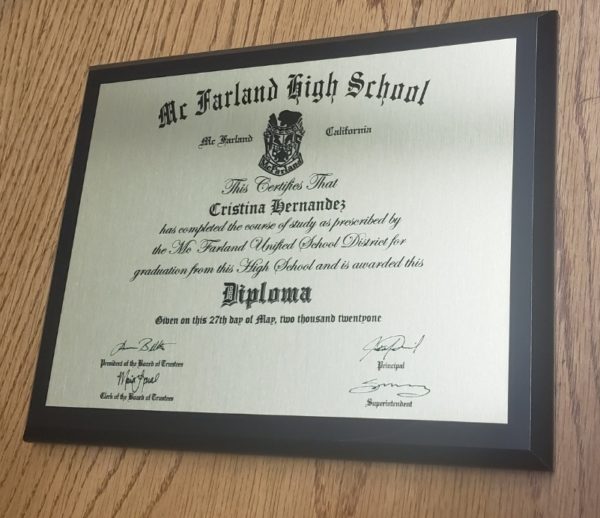 Mc Farland High School
Mc Farland California
McFarland
This Certifies That
Cristina Hernandez
has completed the course of study as prescribed by
the Mc Farland Unified School District for
graduation from this High School and is awarded this
Diploma
Given on this 27th day of May, two thousand twentyone
President of the Board of Trustees
Principal
Clerk of the Board of Trustees
Superintendent